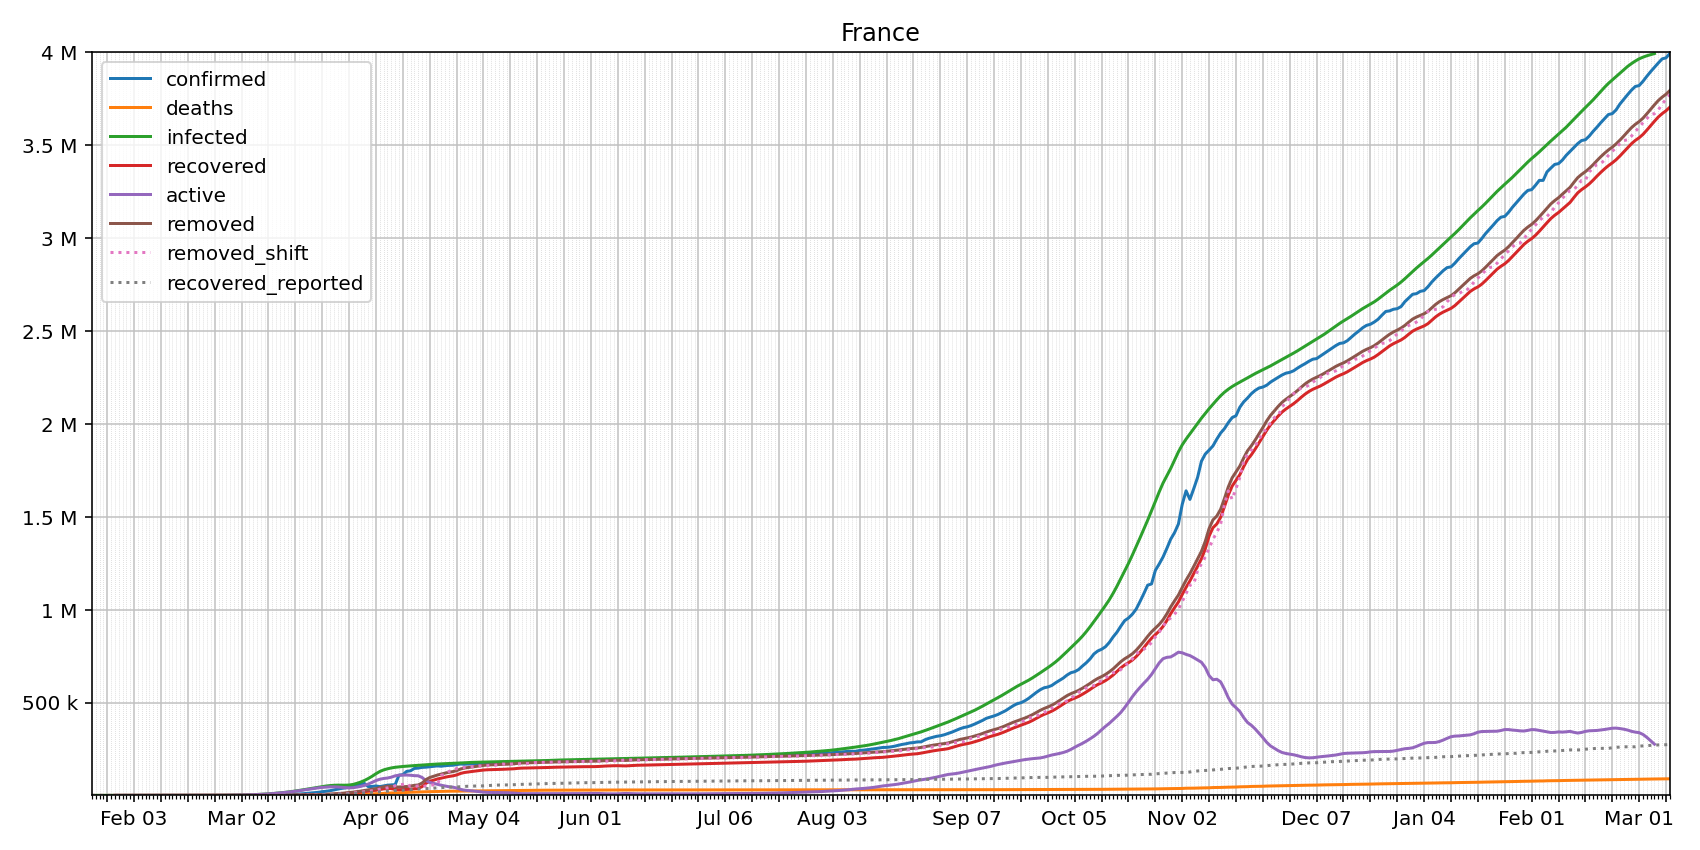 France
4 M
3.5 M
3 M
2.5 M
2 M
1.5 M
1 M
500 k
confirmed
deaths
infected
recovered
active
removed
removed_shift
recovered_reported
Feb 03
Mar 02
Apr 06
May 04
Jun 01
Jul 06
Aug 03
Sep 07
Oct 05
Nov 02
Dec 07
Jan 04
Feb 01
Mar 01